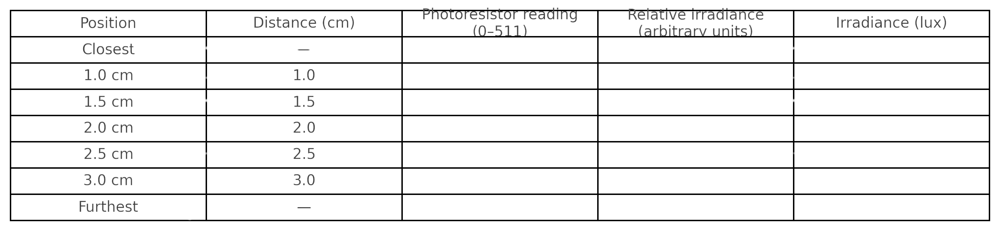 Position Distance (cm) Photoresistor reading (0–511) Relative irradiance (arbitrary units) Irradiance (lux)
Closest —
1.0 cm 1.0
1.5 cm 1.5
2.0 cm 2.0
2.5 cm 2.5
3.0 cm 3.0
Furthest —